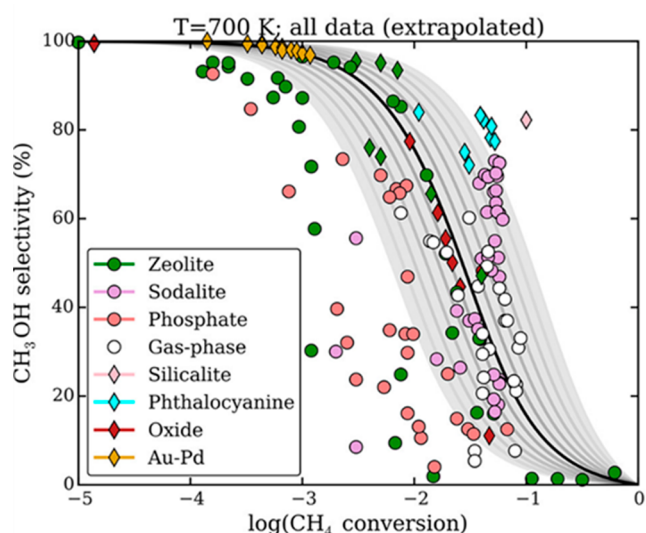 T=700 K: all data (extrapolated)
100
80
60
40
20
0
CH₃OH selectivity (%)
Zeolite
Sodalite
Phosphate
Gas-phase
Silicalite
Phthalocyanine
Oxide
Au-Pd
−5 −4 −3 −2 −1 0
log(CH₄ conversion)